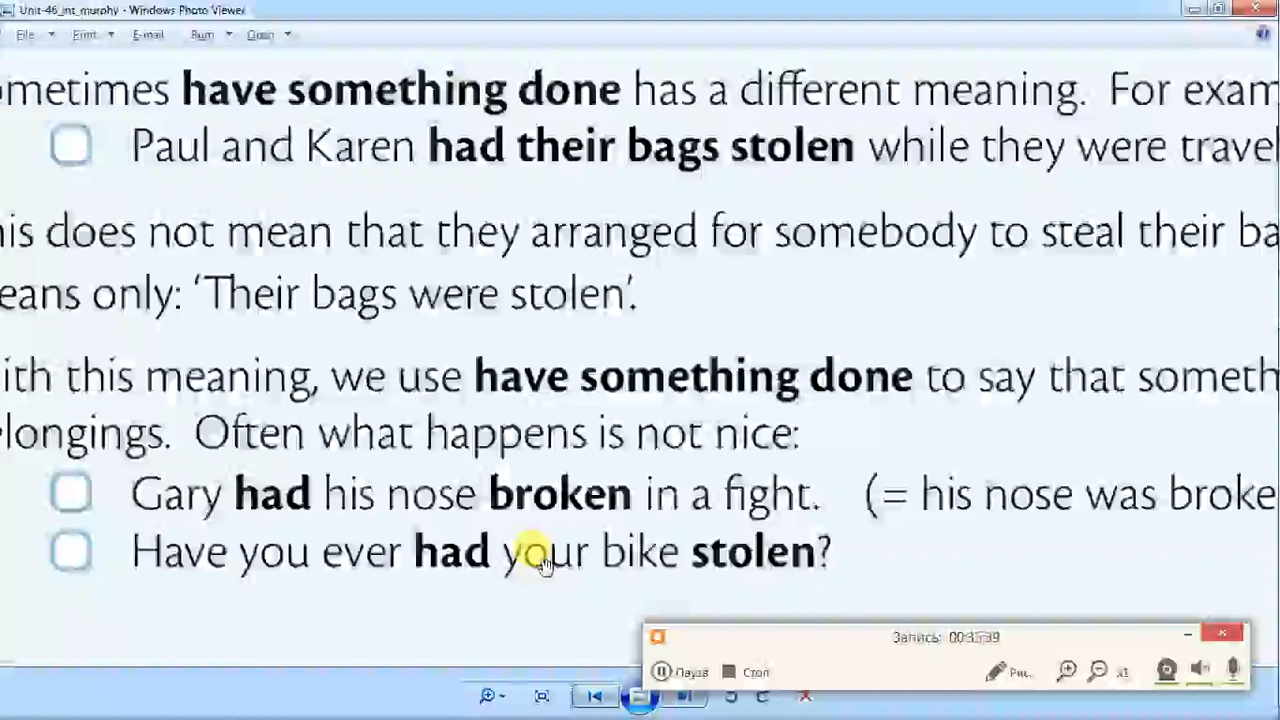 Unit-46_int_murphy - Windows Photo Viewer
File Print E-mail Burn Open
ometimes have something done has a different meaning. For exam
Paul and Karen had their bags stolen while they were travel
his does not mean that they arranged for somebody to steal their ba
eans only: ‘Their bags were stolen’.
ith this meaning, we use have something done to say that someth
longings. Often what happens is not nice:
Gary had his nose broken in a fight. (= his nose was broke
Have you ever had your bike stolen?
Запись:
Пауза Стоп Рис. x1